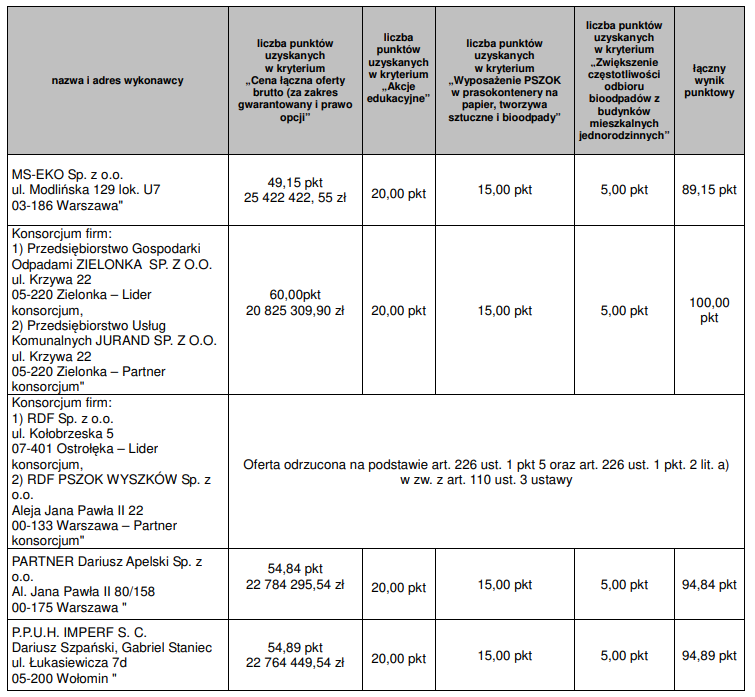 nazwa i adres wykonawcy
liczba punktów
uzyskanych
w kryterium
„Cena łączna oferty
brutto (za zakres
gwarantowany i prawo
opcji”
liczba
punktów
uzyskanych
w kryterium
„Akcje
edukacyjne”
liczba punktów
uzyskanych
w kryterium
„Wyposażenie PSZOK
w prasokontenery na
papier, tworzywa
sztuczne i bioodpady”
liczba punktów
uzyskanych
w kryterium
„Zwiększenie
częstotliwości
odbioru
bioodpadów z
budynków
mieszkalnych
jednorodzinnych”
łączny
wynik
punktowy
MS-EKO Sp. z o.o.
ul. Modlińska 129 lok. U7
03-186 Warszawa"
49,15 pkt
25 422 422, 55 zł
20,00 pkt
15,00 pkt
5,00 pkt
89,15 pkt
Konsorcjum firm:
1) Przedsiębiorstwo Gospodarki
Odpadami ZIELONKA SP. Z O.O.
ul. Krzywa 22
05-220 Zielonka – Lider
konsorcjum,
2) Przedsiębiorstwo Usług
Komunalnych JURAND SP. Z O.O.
ul. Krzywa 22
05-220 Zielonka – Partner
konsorcjum"
60,00pkt
20 825 309,90 zł
20,00 pkt
15,00 pkt
5,00 pkt
100,00
pkt
Konsorcjum firm:
1) RDF Sp. z o.o.
ul. Kołobrzeska 5
07-401 Ostrołęka – Lider
konsorcjum,
2) RDF PSZOK WYSZKÓW Sp. z
o.o.
Aleja Jana Pawła II 22
00-133 Warszawa – Partner
konsorcjum"
Oferta odrzucona na podstawie art. 226 ust. 1 pkt 5 oraz art. 226 ust. 1 pkt. 2 lit. a)
w zw. z art. 110 ust. 3 ustawy
PARTNER Dariusz Apelski Sp. z
o.o.
Al. Jana Pawła II 80/158
00-175 Warszawa "
54,84 pkt
22 784 295,54 zł
20,00 pkt
15,00 pkt
5,00 pkt
94,84 pkt
P.P.U.H. IMPERF S. C.
Dariusz Szpański, Gabriel Staniec
ul. Łukasiewicza 7d
05-200 Wołomin "
54,89 pkt
22 764 449,54 zł
20,00 pkt
15,00 pkt
5,00 pkt
94,89 pkt